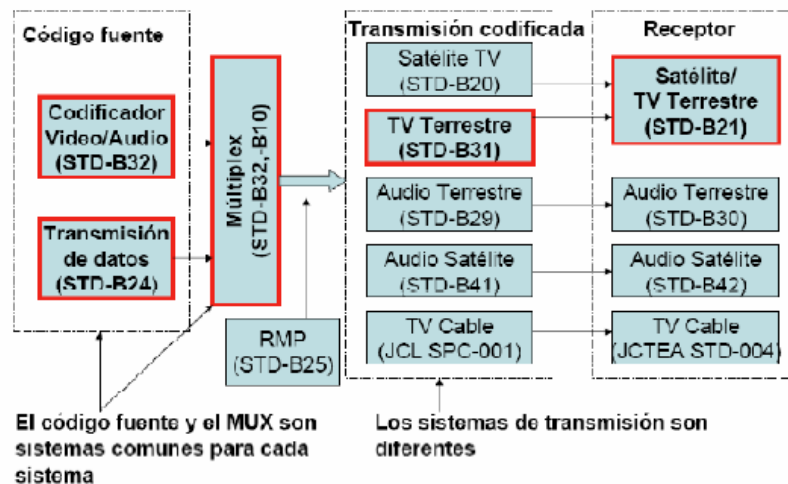 Código fuente
Codificador
Video/Audio
(STD-B32)
Transmisión
de datos
(STD-B24)
Múltiplex
(STD-B32,-B10)
RMP
(STD-B25)
Transmisión codificada
Satélite TV
(STD-B20)
TV Terrestre
(STD-B31)
Audio Terrestre
(STD-B29)
Audio Satélite
(STD-B41)
TV Cable
(JCL SPC-001)
Receptor
Satélite/
TV Terrestre
(STD-B21)
Audio Terrestre
(STD-B30)
Audio Satélite
(STD-B42)
TV Cable
(JCTEA STD-004)
El código fuente y el MUX son
sistemas comunes para cada
sistema
Los sistemas de transmisión son
diferentes